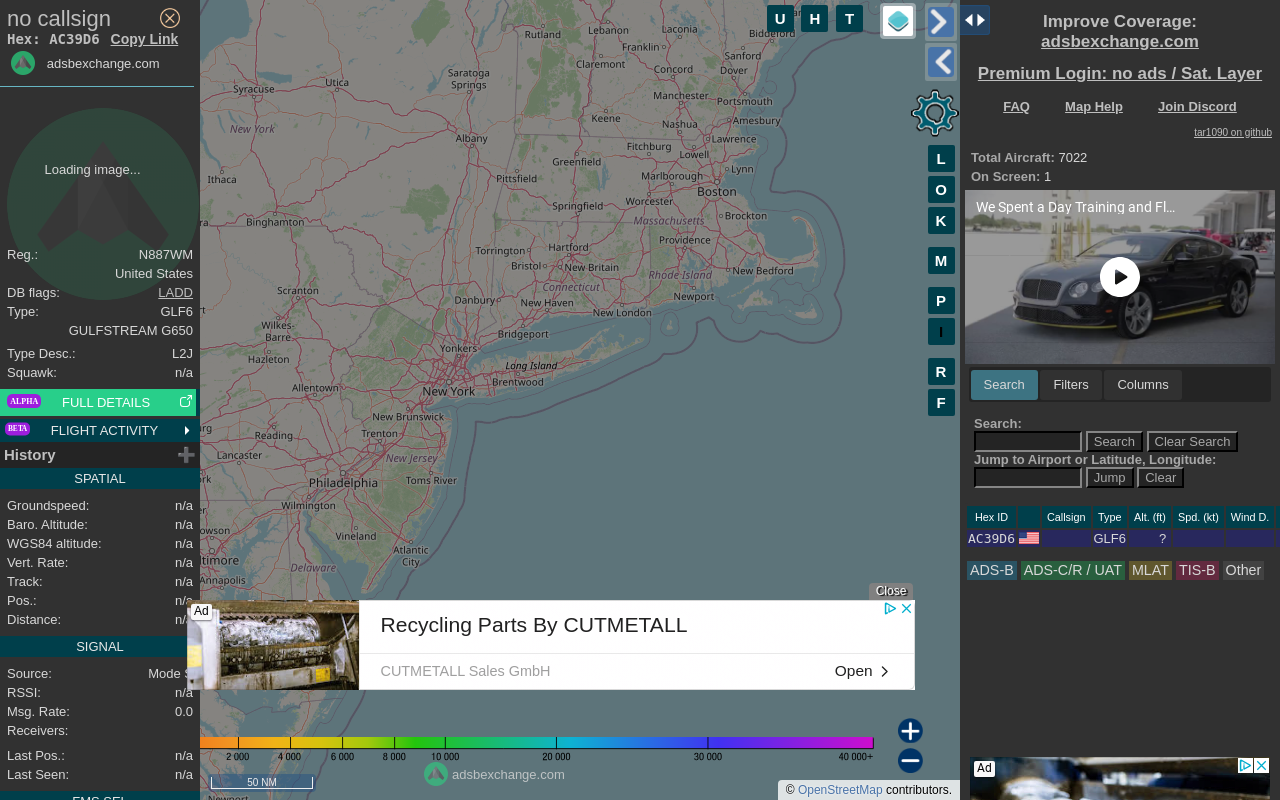 no callsign
Hex: AC39D6 Copy Link
adsbexchange.com
Loading image...
Reg.: N887WM
United States
DB flags: LADD
Type: GLF6
GULFSTREAM G650
Type Desc.: L2J
Squawk: n/a
ALPHA FULL DETAILS
BETA FLIGHT ACTIVITY
History
SPATIAL
Groundspeed: n/a
Baro. Altitude: n/a
WGS84 altitude: n/a
Vert. Rate: n/a
Track: n/a
Pos.: n/a
Distance: n/a
SIGNAL
Source: Mode S
RSSI: n/a
Msg. Rate: 0.0
Receivers:
Last Pos.: n/a
Last Seen: n/a
FMS SEL
U H T
L
O
K
M
P
I
R
F
Rutland
Lebanon
Laconia
Biddeford
Franklin
Sanford
Claremont
Concord
Dover
Saratoga
Springs
Utica
Syracuse
Manchester
Portsmouth
Keene
Nashua
Amesbury
New York
Albany
Lawrence
Fitchburg
Lowell
Greenfield
Lynn
Ithaca
Pittsfield
Marlborough
Boston
Worcester
Springfield
Brockton
Binghamton
Massachusetts
Hartford
Providence
Torrington
Bristol
New Britain
New Bedford
Rhode Island
Connecticut
Scranton
Danbury
New Haven
Newport
New London
Wilkes-
Barre
Bridgeport
Yonkers
Hazleton
Long Island
Allentown
New York
Brentwood
New Brunswick
Reading
Trenton
Lancaster
New Jersey
Philadelphia
Toms River
Wilmington
Vineland
Atlantic
City
Annapolis
Delaware
Close
Ad
Recycling Parts By CUTMETALL
CUTMETALL Sales GmbH
Open
2 000 4 000 6 000 8 000 10 000 20 000 30 000 40 000+
adsbexchange.com
50 NM
Newport
© OpenStreetMap contributors.
Improve Coverage:
adsbexchange.com
Premium Login: no ads / Sat. Layer
FAQ Map Help Join Discord
tar1090 on github
Total Aircraft: 7022
On Screen: 1
We Spent a Day Training and Fl...
Search Filters Columns
Search:
Search Clear Search
Jump to Airport or Latitude, Longitude:
Jump Clear
Hex ID Callsign Type Alt. (ft) Spd. (kt) Wind D.
AC39D6 GLF6 ?
ADS-B ADS-C/R / UAT MLAT TIS-B Other
Ad